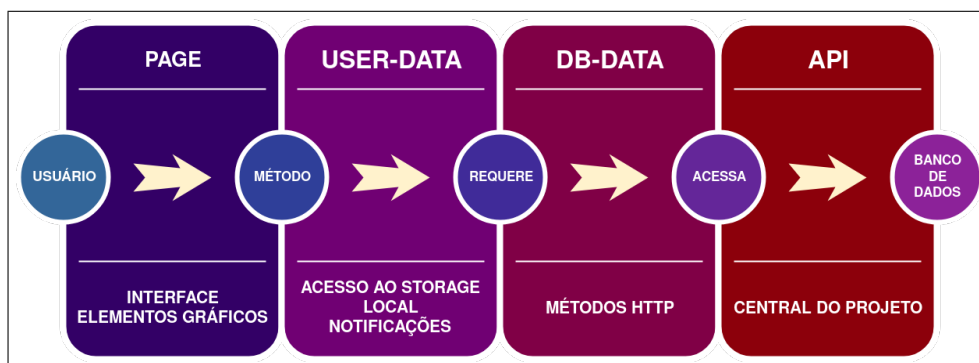 PAGE
USER-DATA
DB-DATA
API
USUÁRIO
MÉTODO
REQUERE
ACESSA
BANCO
DE
DADOS
INTERFACE
ELEMENTOS GRÁFICOS
ACESSO AO STORAGE
LOCAL
NOTIFICAÇÕES
MÉTODOS HTTP
CENTRAL DO PROJETO